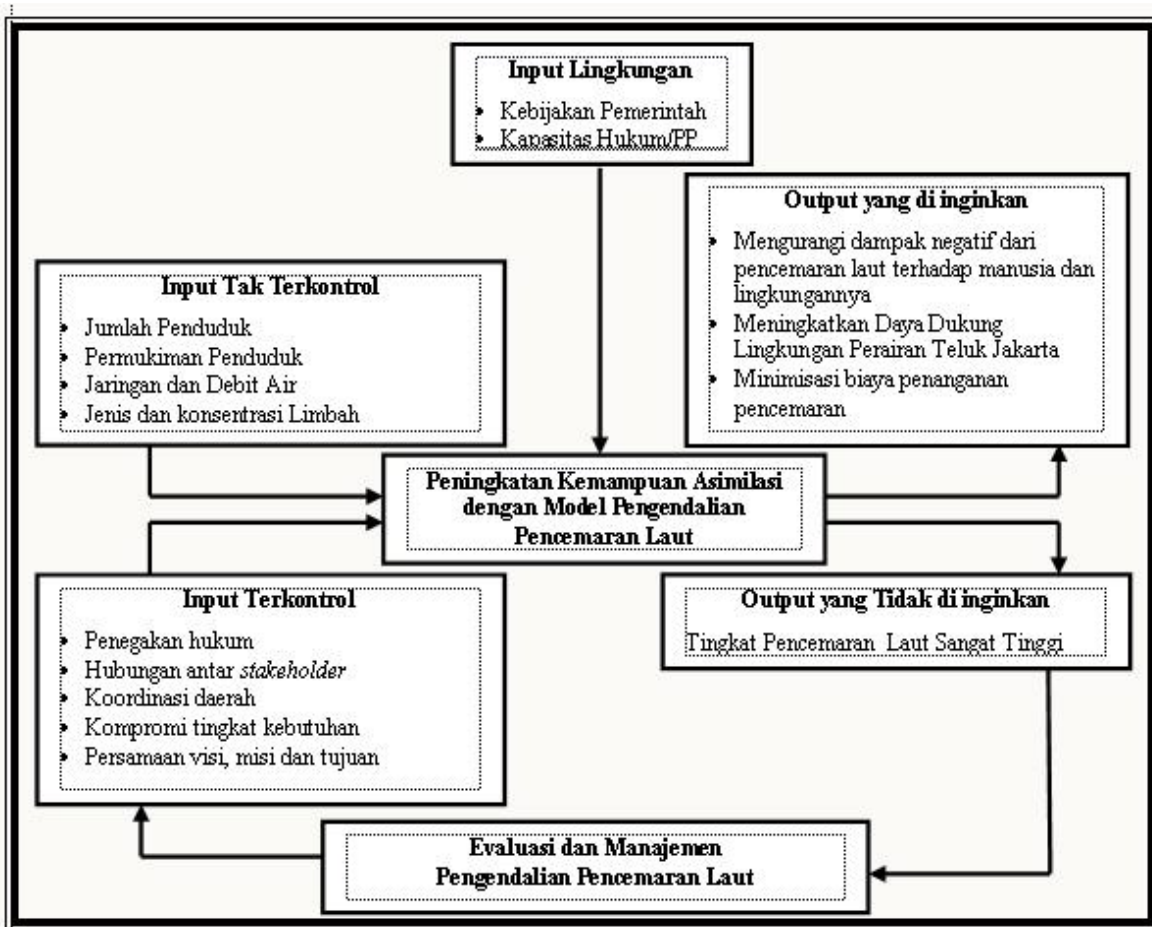 Input Lingkungan
• Kebijakan Pemerintah
• Kapasitas Hukum/PP
Output yang di inginkan
• Mengurangi dampak negatif dari
pencemaran laut terhadap manusia dan
lingkungannya
• Meningkatkan Daya Dukung
Lingkungan Perairan Teluk Jakarta
• Minimisasi biaya penanganan
pencemaran
Input Tak Terkontrol
• Jumlah Penduduk
• Permukiman Penduduk
• Jaringan dan Debit Air
• Jenis dan konsentrasi Limbah
Peningkatan Kemampuan Asimilasi
dengan Model Pengendalian
Pencemaran Laut
Input Terkontrol
• Penegakan hukum
• Hubungan antar stakeholder
• Koordinasi daerah
• Kompromi tingkat kebutuhan
• Persamaan visi, misi dan tujuan
Output yang Tidak di inginkan
Tingkat Pencemaran Laut Sangat Tinggi
Evaluasi dan Manajemen
Pengendalian Pencemaran Laut